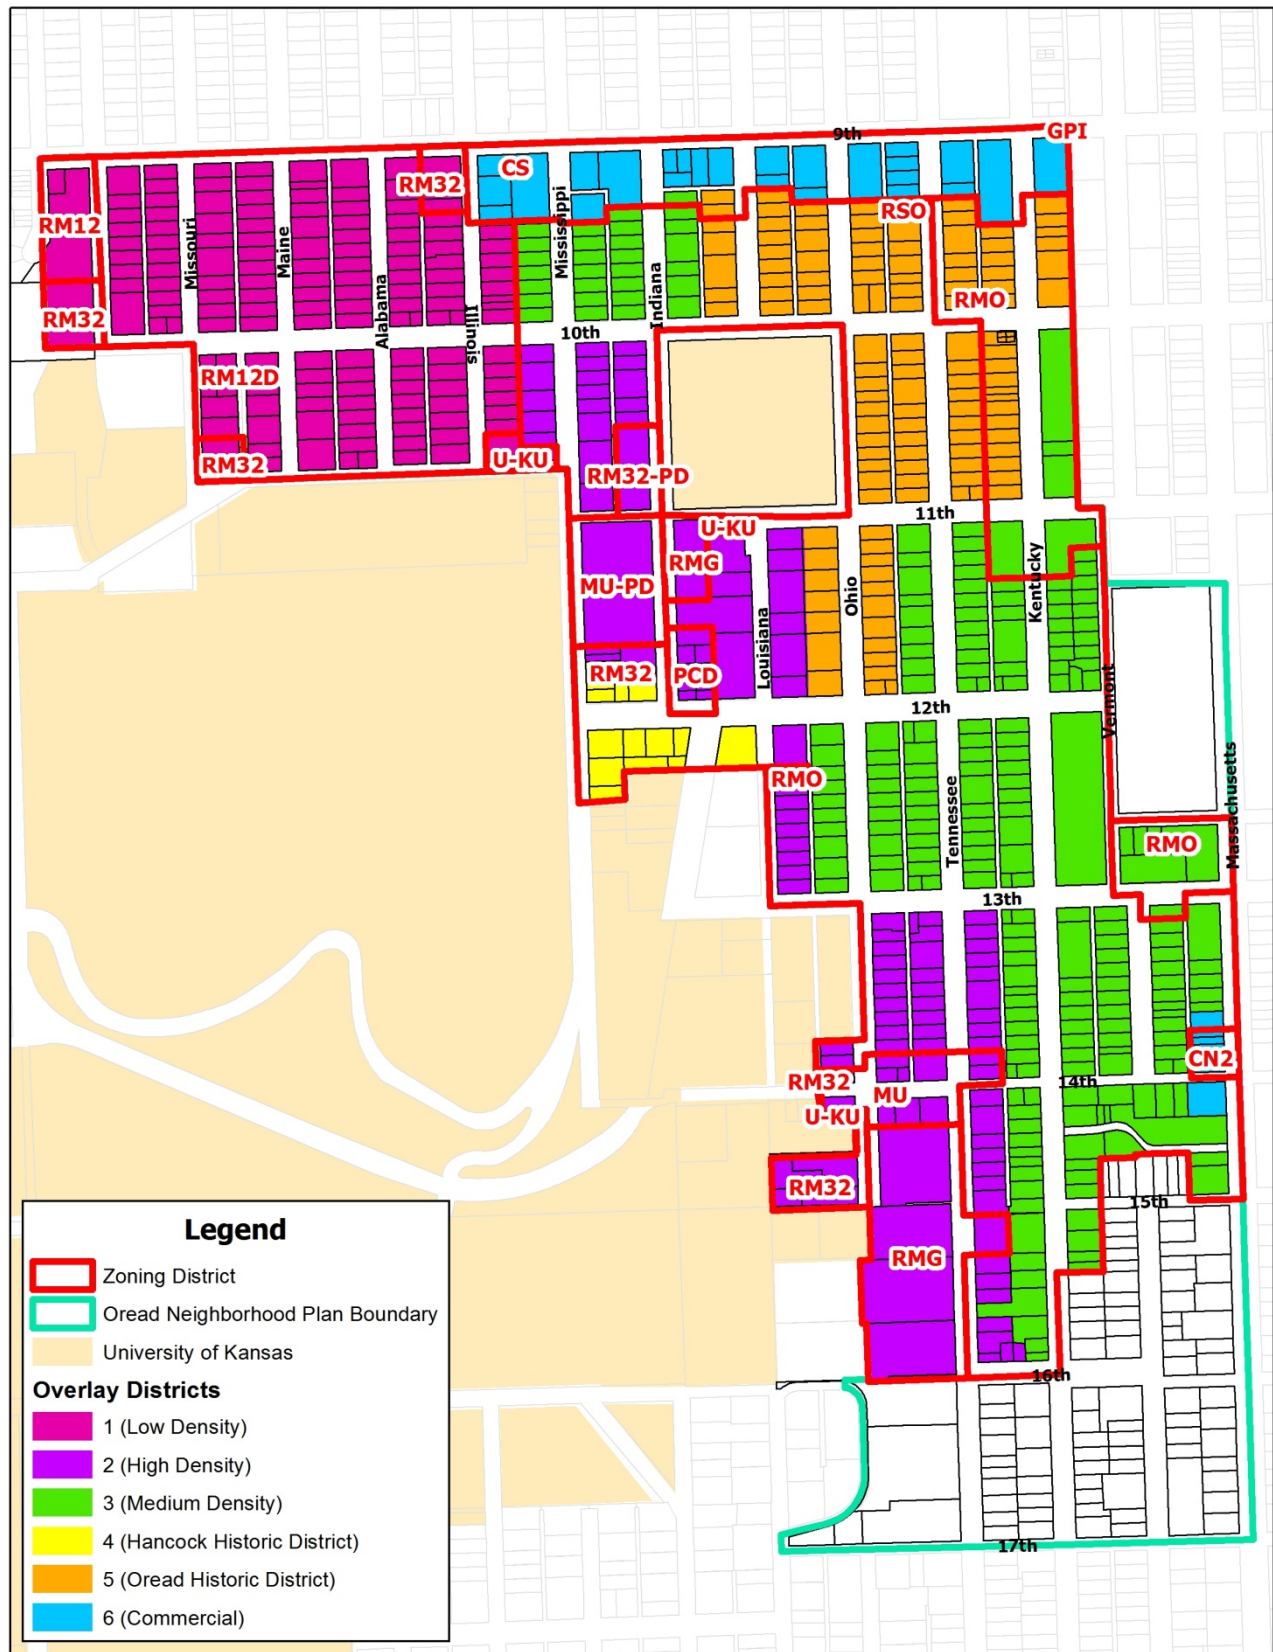 9th
GPI
CS
RM32
RM12
Missouri
Maine
Mississippi
RSO
Indiana
RMO
Alabama
Illinois
10th
RM32
RM12D
RM32
U-KU
RM32-PD
11th
U-KU
RMG
MU-PD
Ohio
Kentucky
Louisiana
RM32
PCD
Vermont
12th
RMO
Tennessee
Massachusetts
RMO
13th
CN2
RM32
14th
MU
U-KU
RM32
15th
RMG
16th
17th
Legend
Zoning District
Oread Neighborhood Plan Boundary
University of Kansas
Overlay Districts
1 (Low Density)
2 (High Density)
3 (Medium Density)
4 (Hancock Historic District)
5 (Oread Historic District)
6 (Commercial)